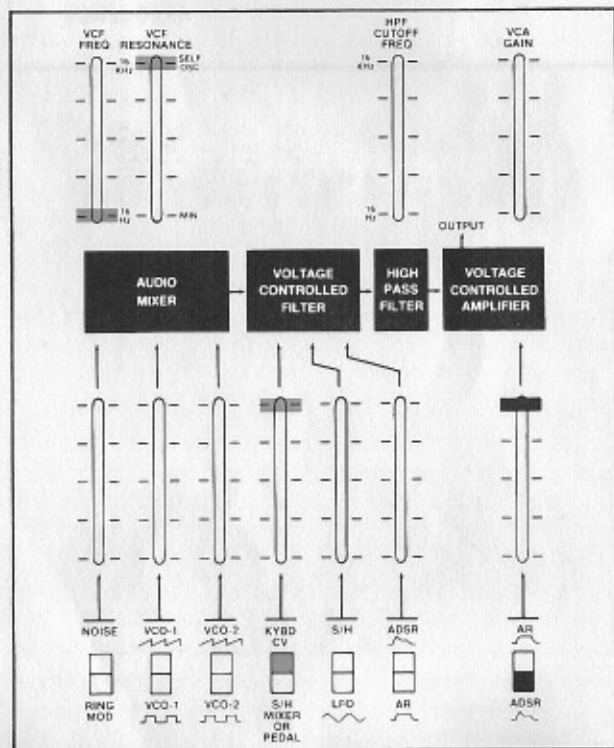 VCF
FREQ
VCF
RESONANCE
HPF
CUTOFF
FREQ
VCA
GAIN
16
KHz
SELF
OSC
16
KHz
16
Hz
MIN
16
Hz
OUTPUT
AUDIO
MIXER
VOLTAGE
CONTROLLED
FILTER
HIGH
PASS
FILTER
VOLTAGE
CONTROLLED
AMPLIFIER
NOISE
VCO-1
VCO-2
KYBD
CV
S/H
ADSR
AR
RING
MOD
VCO-1
VCO-2
S/H
MIXER
OR
PEDAL
LFO
AR
ADSR